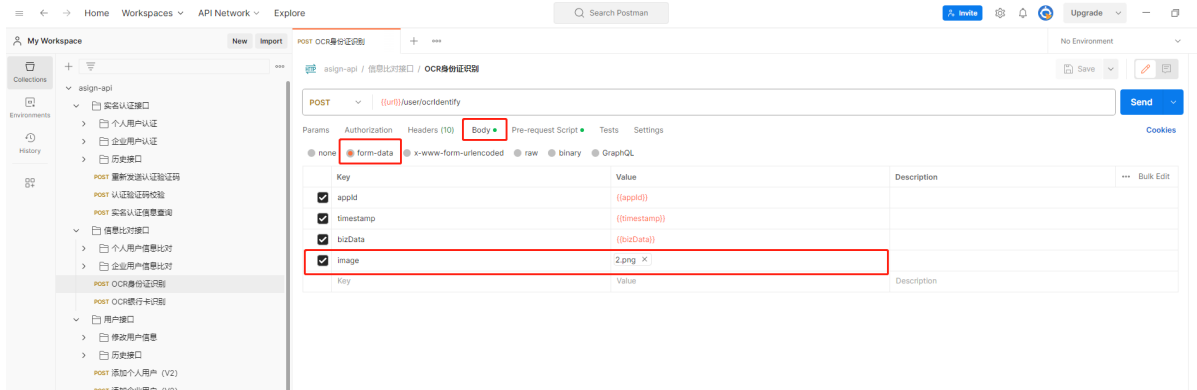 Home Workspaces API Network Explore Search Postman Invite Upgrade
My Workspace New Import POST OCR身份证识别 No Environment
Collections
Environments
History
asign-api
实名认证接口
个人用户认证
企业用户认证
历史接口
POST 重新发送认证验证码
POST 认证验证码校验
POST 实名认证信息查询
信息比对接口
个人用户信息比对
企业用户信息比对
POST OCR身份证识别
POST OCR银行卡识别
用户接口
修改用户信息
历史接口
POST 添加个人用户（V2）
POST 添加企业用户（V2）
asign-api / 信息比对接口 / OCR身份证识别 Save
POST {{url}}/user/ocrIdentify Send
Params Authorization Headers (10) Body Pre-request Script Tests Settings Cookies
none form-data x-www-form-urlencoded raw binary GraphQL
Key Value Description Bulk Edit
appId {{appId}}
timestamp {{timestamp}}
bizData {{bizData}}
image 2.png
Key Value Description